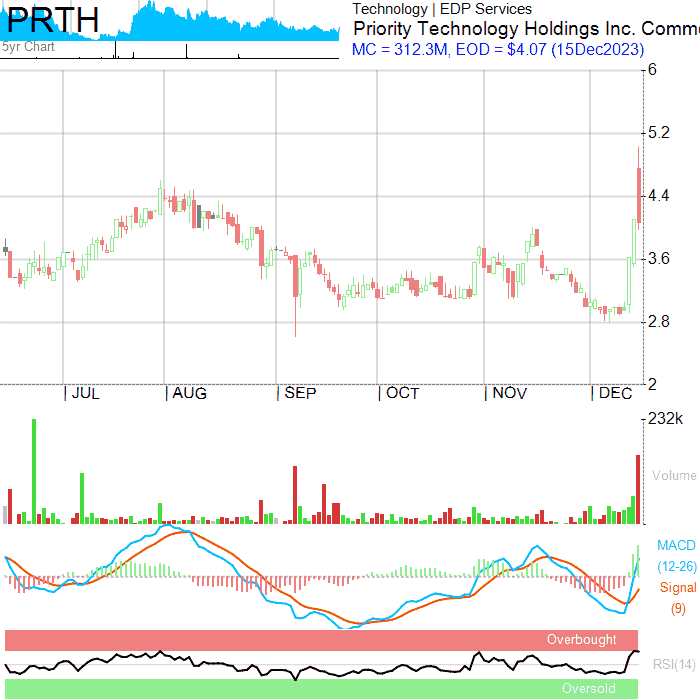 PRTH
5yr Chart
Technology | EDP Services
Priority Technology Holdings Inc. Comm
MC = 312.3M, EOD = $4.07 (15Dec2023)
6
5.2
4.4
3.6
2.8
2
| JUL | AUG | SEP | OCT | NOV | DEC
232k
Volume
MACD
(12-26)
Signal
(9)
Overbought
RSI(14)
Oversold